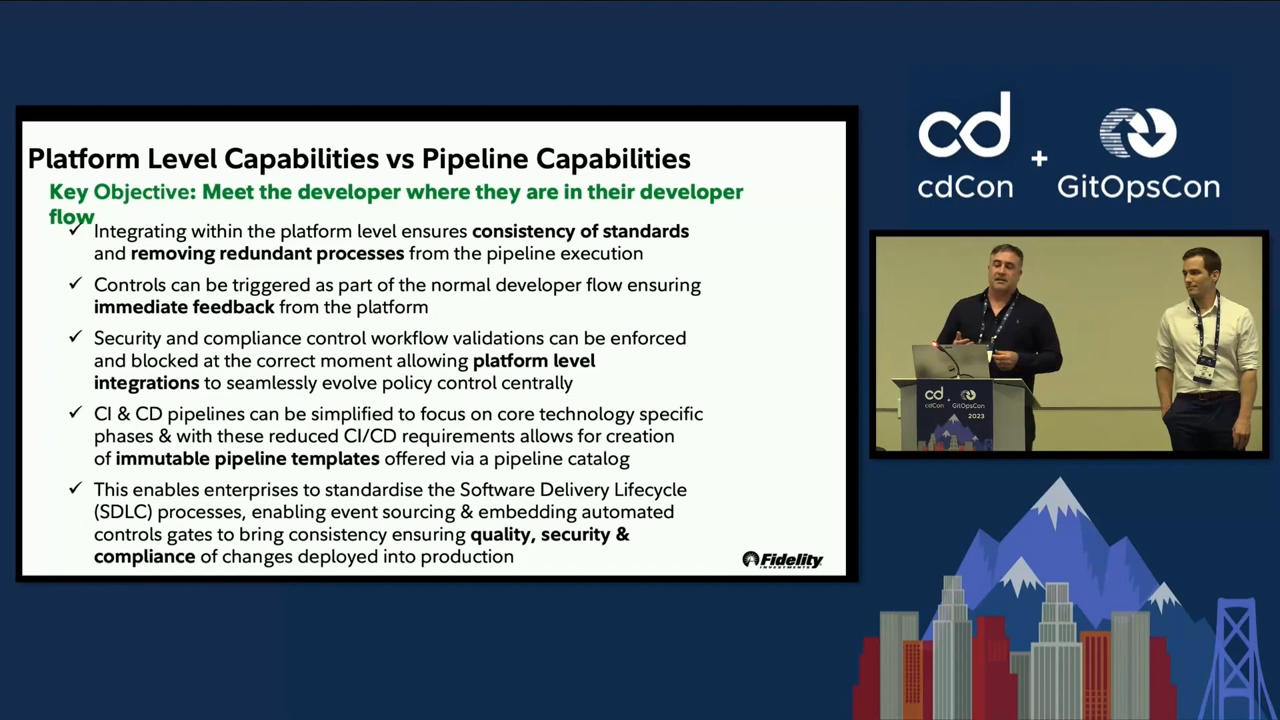 Platform Level Capabilities vs Pipeline Capabilities
Key Objective: Meet the developer where they are in their developer
flow
✓ Integrating within the platform level ensures consistency of standards
and removing redundant processes from the pipeline execution
✓ Controls can be triggered as part of the normal developer flow ensuring
immediate feedback from the platform
✓ Security and compliance control workflow validations can be enforced
and blocked at the correct moment allowing platform level
integrations to seamlessly evolve policy control centrally
✓ CI & CD pipelines can be simplified to focus on core technology specific
phases & with these reduced CI/CD requirements allows for creation
of immutable pipeline templates offered via a pipeline catalog
✓ This enables enterprises to standardise the Software Delivery Lifecycle
(SDLC) processes, enabling event sourcing & embedding automated
controls gates to bring consistency ensuring quality, security &
compliance of changes deployed into production
Fidelity
INVESTMENTS
cd
cdCon + GitOpsCon
cd
cdCon + GitOpsCon
2023